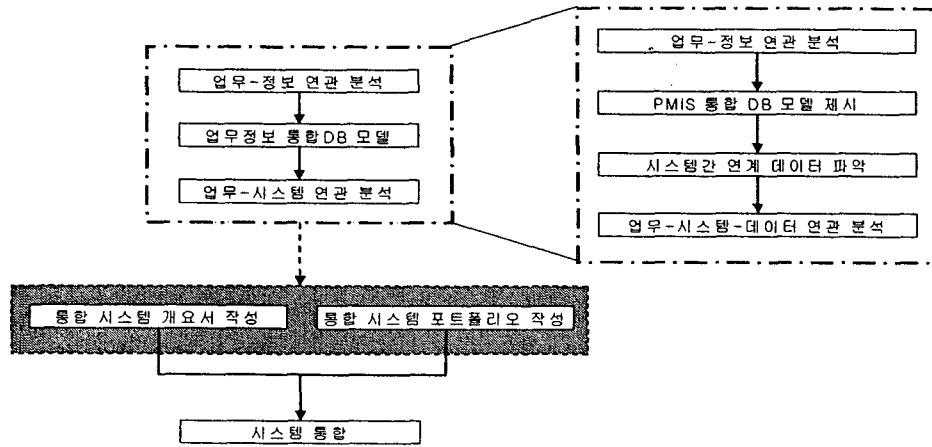 업무-정보 연관 분석
업무정보 통합DB 모델
업무-시스템 연관 분석
업무-정보 연관 분석
PMIS 통합 DB 모델 제시
시스템간 연계 데이터 파악
업무-시스템-데이터 연관 분석
통합 시스템 개요서 작성
통합 시스템 포트폴리오 작성
시스템 통합